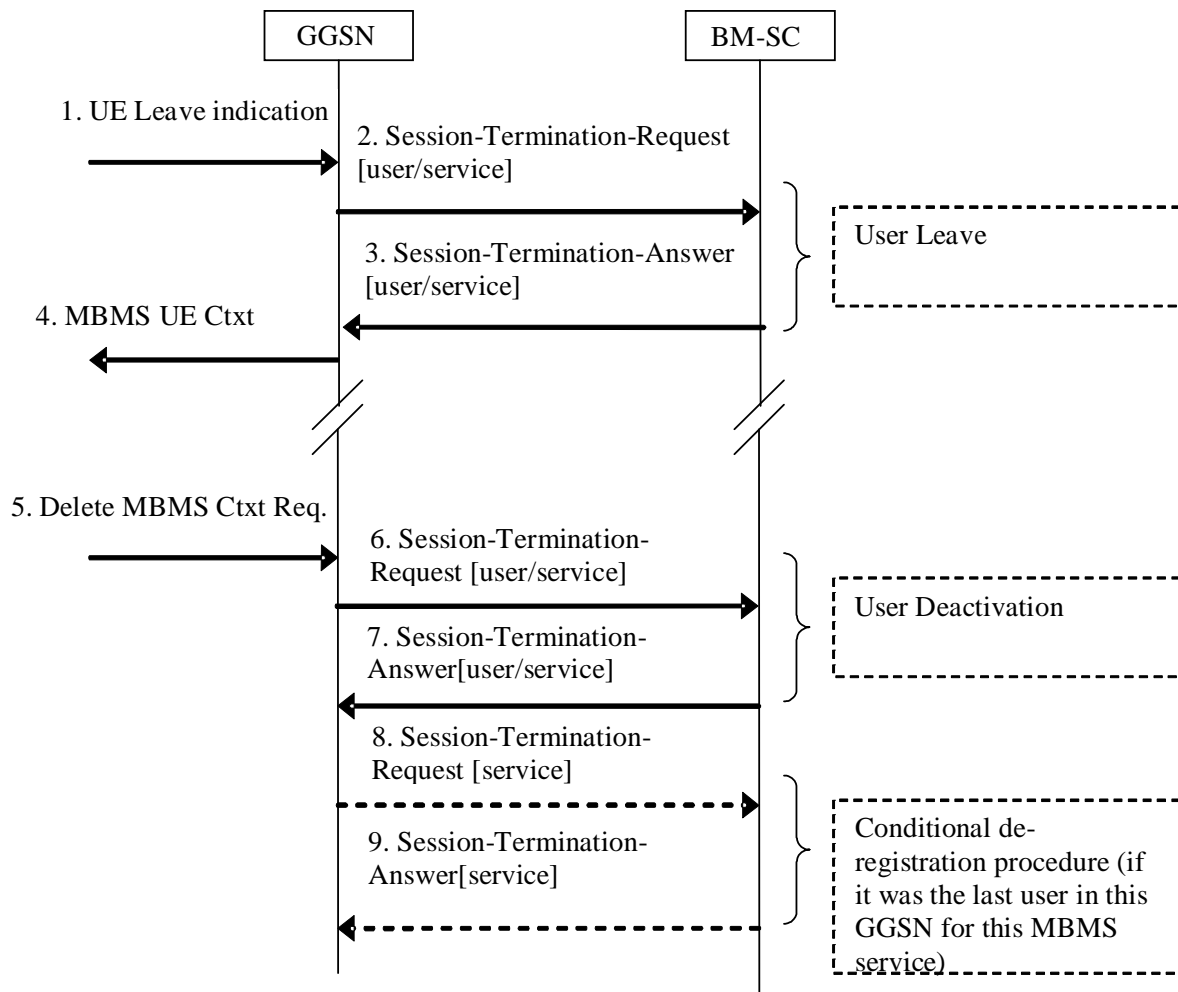 GGSN
BM-SC
1. UE Leave indication
2. Session-Termination-Request
[user/service]
User Leave
3. Session-Termination-Answer
[user/service]
4. MBMS UE Ctxt
5. Delete MBMS Ctxt Req.
6. Session-Termination-
Request [user/service]
User Deactivation
7. Session-Termination-
Answer[user/service]
8. Session-Termination-
Request [service]
9. Session-Termination-
Answer[service]
Conditional de-
registration procedure (if
it was the last user in this
GGSN for this MBMS
service)